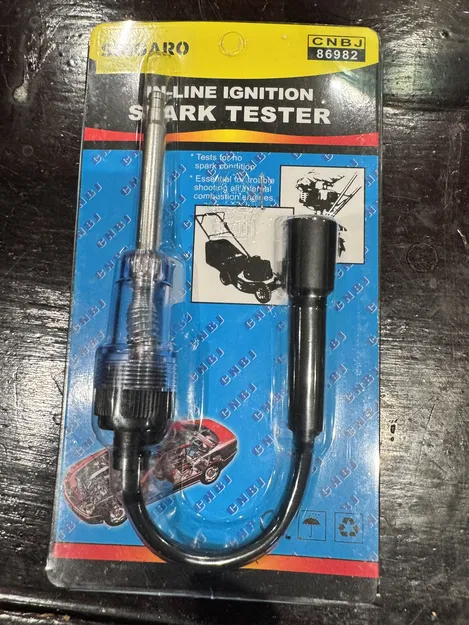 CNBJ
86982
IN-LINE IGNITION
SPARK TESTER
* Tests for no
spark condition.
* Essential for trouble
shooting all internal
combustion engines.
CNBJ